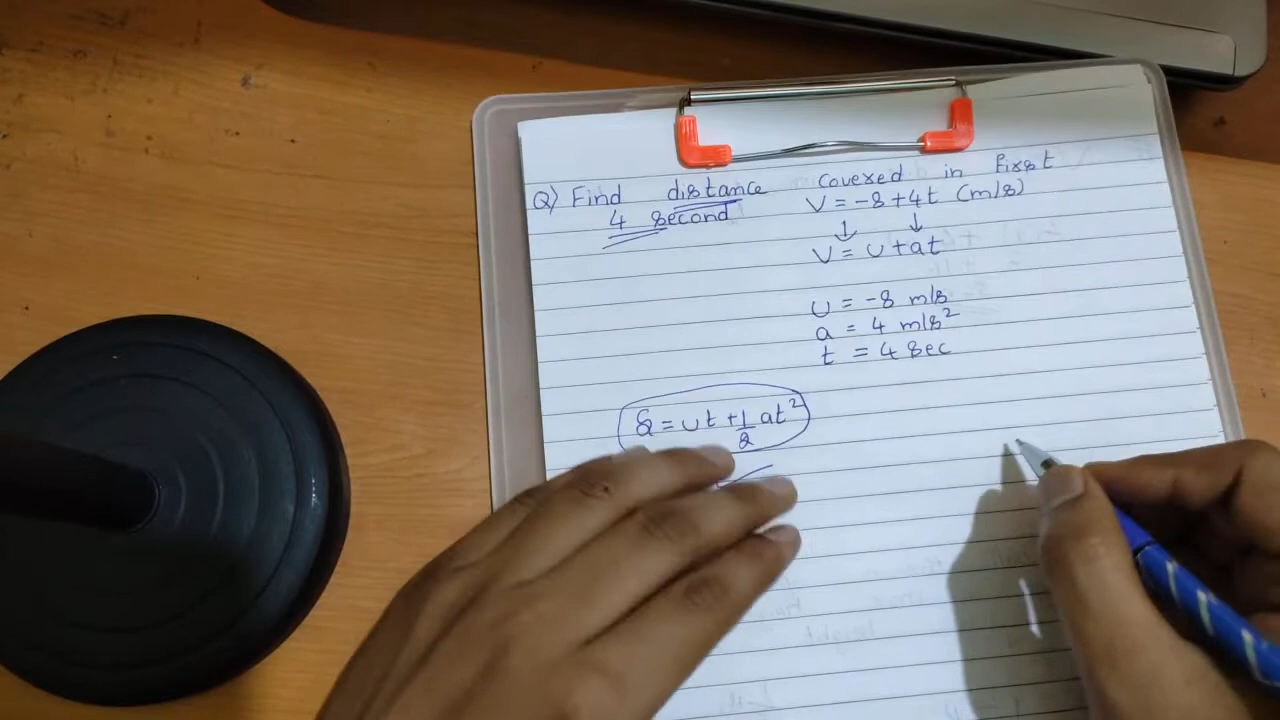 Q) Find distance covered in first
4 second V = -8+4t (m/s)
↓ ↓
V = u+at
u = -8 m/s
a = 4 m/s²
t = 4 sec
S = ut + 1/2 at²